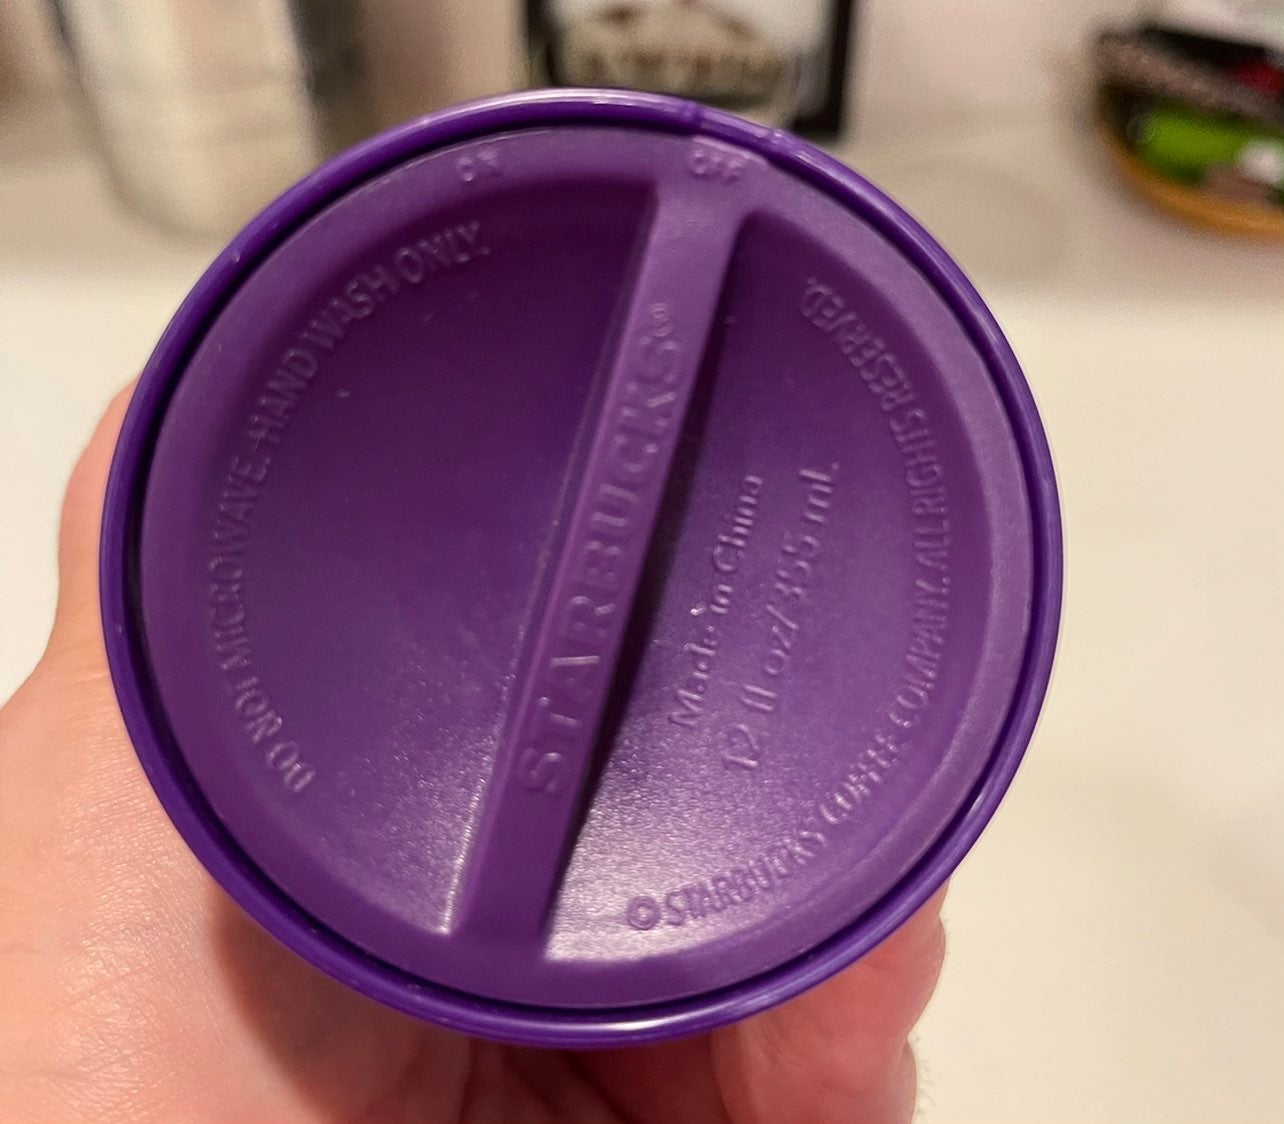 ON
OFF
DO NOT MICROWAVE. HAND WASH ONLY.
STARBUCKS®
Made in China
12 fl oz/355 mL
© STARBUCKS COFFEE COMPANY. ALL RIGHTS RESERVED.